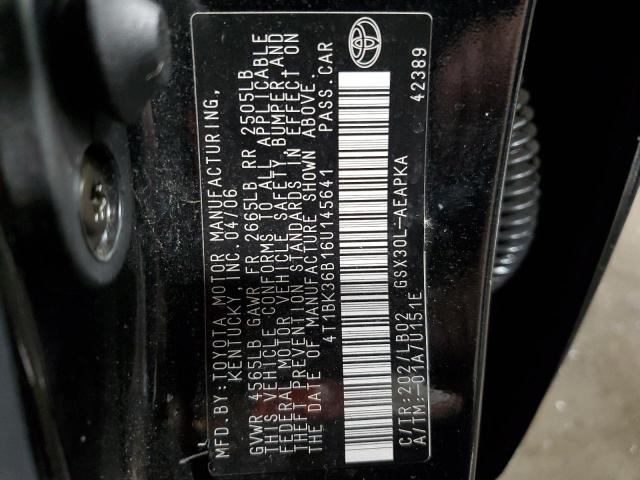 MFD.BY:TOYOTA MOTOR MANUFACTURING,
KENTUCKY, INC. 04/06
GVWR 4565LB GAWR FR 2665LB RR 2505LB
THIS VEHICLE CONFORMS TO ALL APPLICABLE
FEDERAL MOTOR VEHICLE SAFETY, BUMPER, AND
THEFT PREVENTION STANDARDS IN EFFECT ON
THE DATE OF MANUFACTURE SHOWN ABOVE.
4T1BK36B16U145641 PASS.CAR
C/TR:202/LB02 GSX30L-AEAPKA
A/TM:-01A/U151E 42389